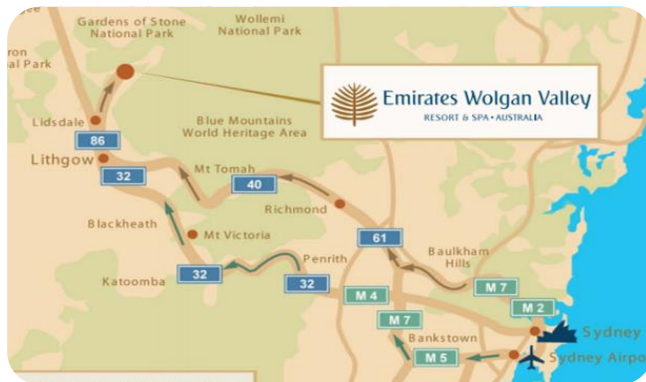 Gardens of Stone
National Park
Wollemi
National Park
National Park
Emirates Wolgan Valley
RESORT & SPA • AUSTRALIA
Lidsdale
86
Blue Mountains
World Heritage Area
Lithgow
32
Mt Tomah
40
Richmond
Blackheath
Mt Victoria
61
Baulkham
Hills
Katoomba
32
Penrith
32
M 4
M 7
M 2
M 7
Bankstown
Sydney
M 5
Sydney Airpo